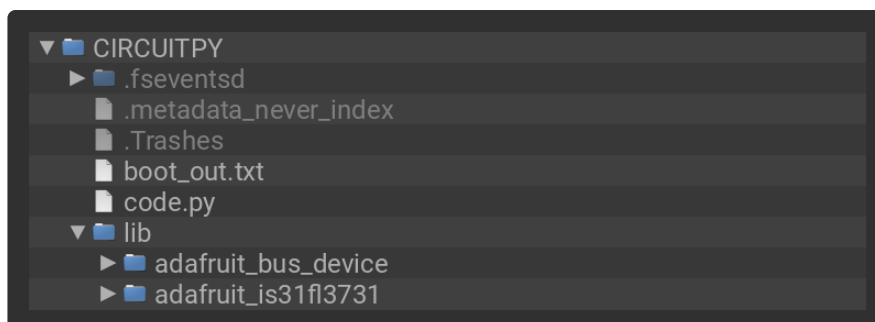 CIRCUITPY
.fseventsd
.metadata_never_index
.Trashes
boot_out.txt
code.py
lib
adafruit_bus_device
adafruit_is31fl3731